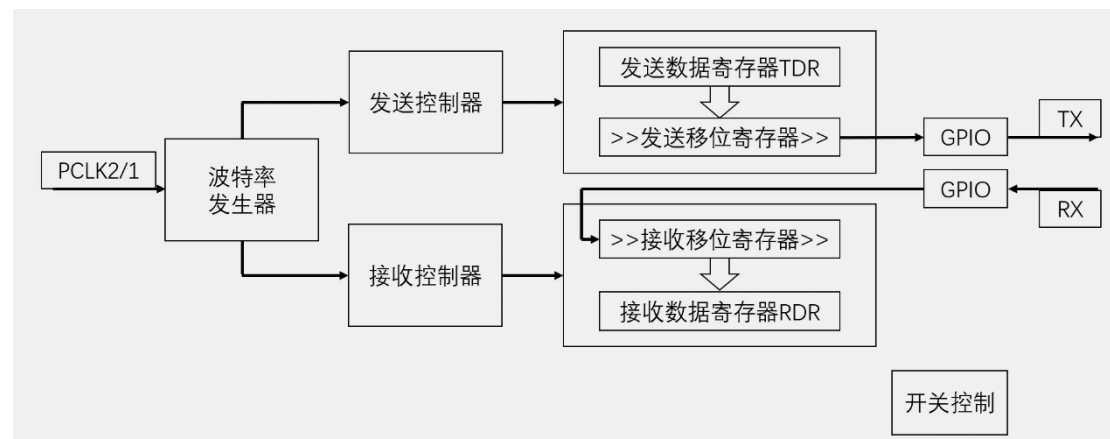 发送数据寄存器TDR
发送控制器
>>发送移位寄存器>>
GPIO
TX
PCLK2/1
波特率
发生器
GPIO
RX
>>接收移位寄存器>>
接收控制器
接收数据寄存器RDR
开关控制